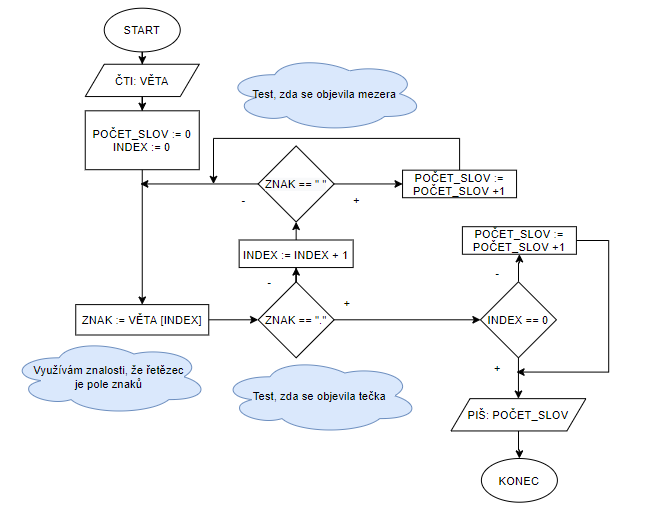 START
ČTI: VĚTA
Test, zda se objevila mezera
POČET_SLOV := 0
INDEX := 0
ZNAK == " "
POČET_SLOV :=
POČET_SLOV +1
-
+
POČET_SLOV :=
POČET_SLOV +1
INDEX := INDEX + 1
-
-
+
ZNAK := VĚTA [INDEX]
ZNAK == "."
INDEX == 0
Využívám znalosti, že řetězec
je pole znaků
+
Test, zda se objevila tečka
PIŠ: POČET_SLOV
KONEC